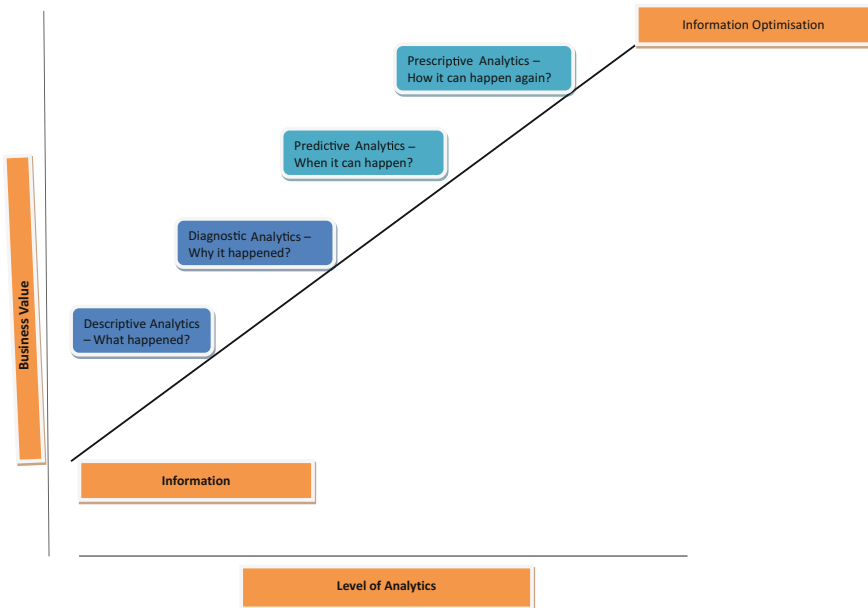 Information Optimisation
Prescriptive Analytics –
How it can happen again?
Predictive Analytics –
When it can happen?
Diagnostic Analytics –
Why it happened?
Descriptive Analytics
– What happened?
Business Value
Information
Level of Analytics